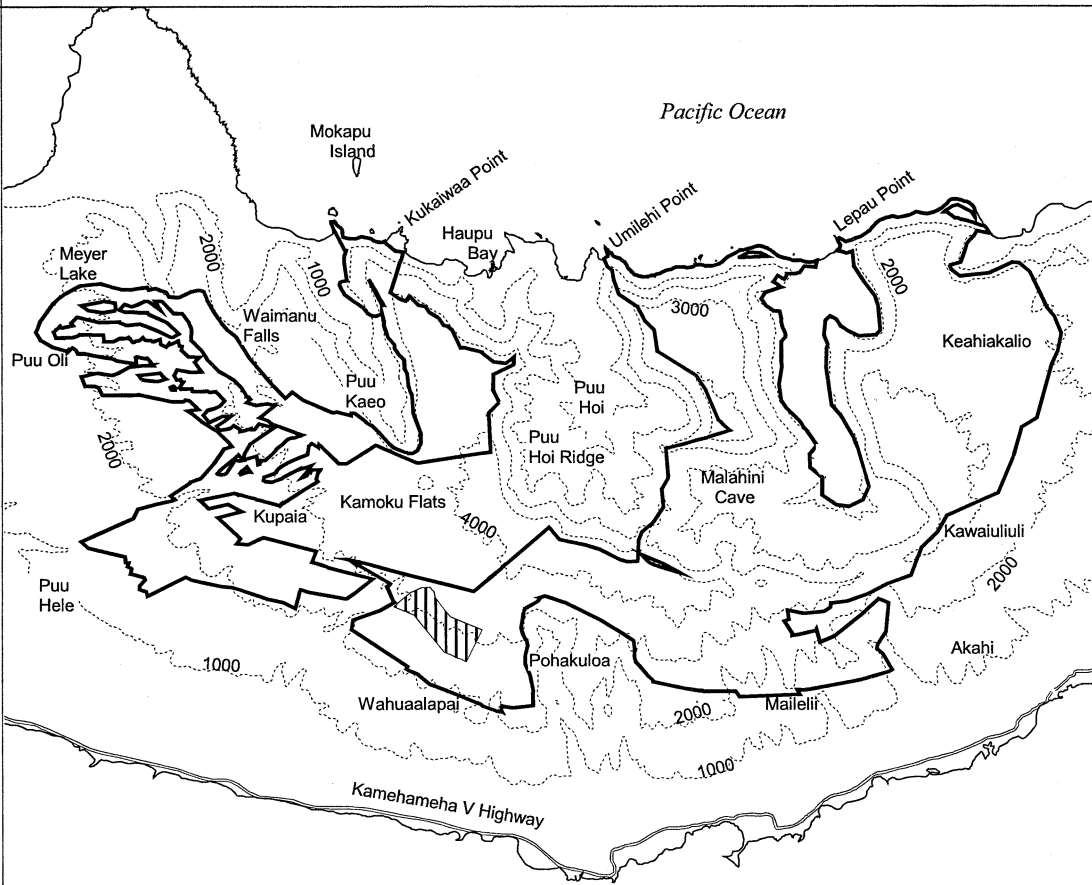 Pacific Ocean
Mokapu
Island
Kukaiwaa Point
Umilehi Point
Lepau Point
Haupu
Bay
Meyer
Lake
2000
1000
2000
3000
Waimanu
Falls
Keahiakalio
Puu Oli
Puu
Kaeo
Puu
Hoi
Puu
Hoi Ridge
2000
Malahini
Cave
Kamoku Flats
Kupaia
4000
Kawaiuliuli
2000
Puu
Hele
Akahi
1000
Pohakuloa
Wahuaalapai
Mailelii
2000
1000
Kamehameha V Highway